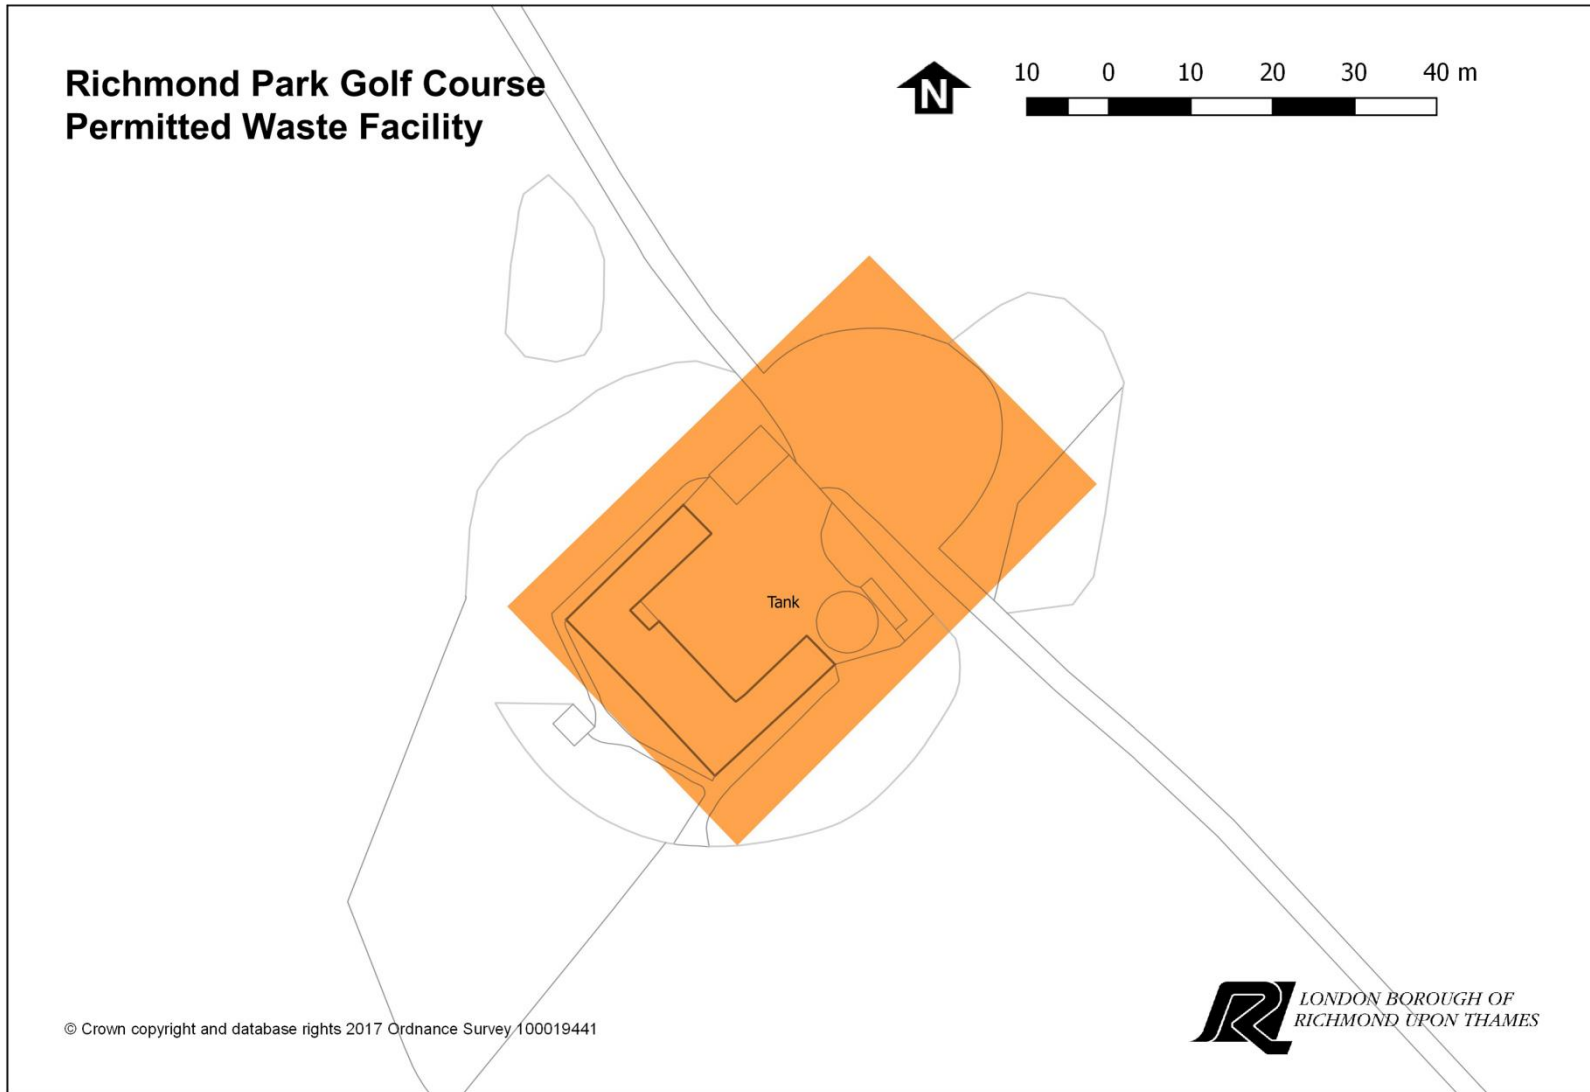 Richmond Park Golf Course
Permitted Waste Facility
N
10 0 10 20 30 40 m
Tank
© Crown copyright and database rights 2017 Ordnance Survey 100019441
LONDON BOROUGH OF
RICHMOND UPON THAMES